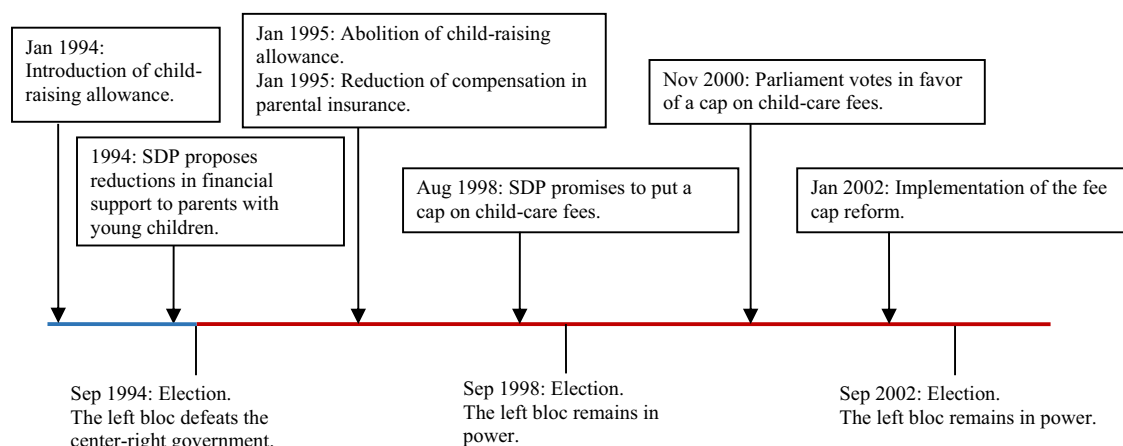 Jan 1994:
Introduction of child-
raising allowance.
Jan 1995: Abolition of child-raising
allowance.
Jan 1995: Reduction of compensation in
parental insurance.
Nov 2000: Parliament votes in favor
of a cap on child-care fees.
1994: SDP proposes
reductions in financial
support to parents with
young children.
Aug 1998: SDP promises to put a
cap on child-care fees.
Jan 2002: Implementation of the fee
cap reform.
Sep 1994: Election.
The left bloc defeats the
center-right government.
Sep 1998: Election.
The left bloc remains in
power.
Sep 2002: Election.
The left bloc remains in power.